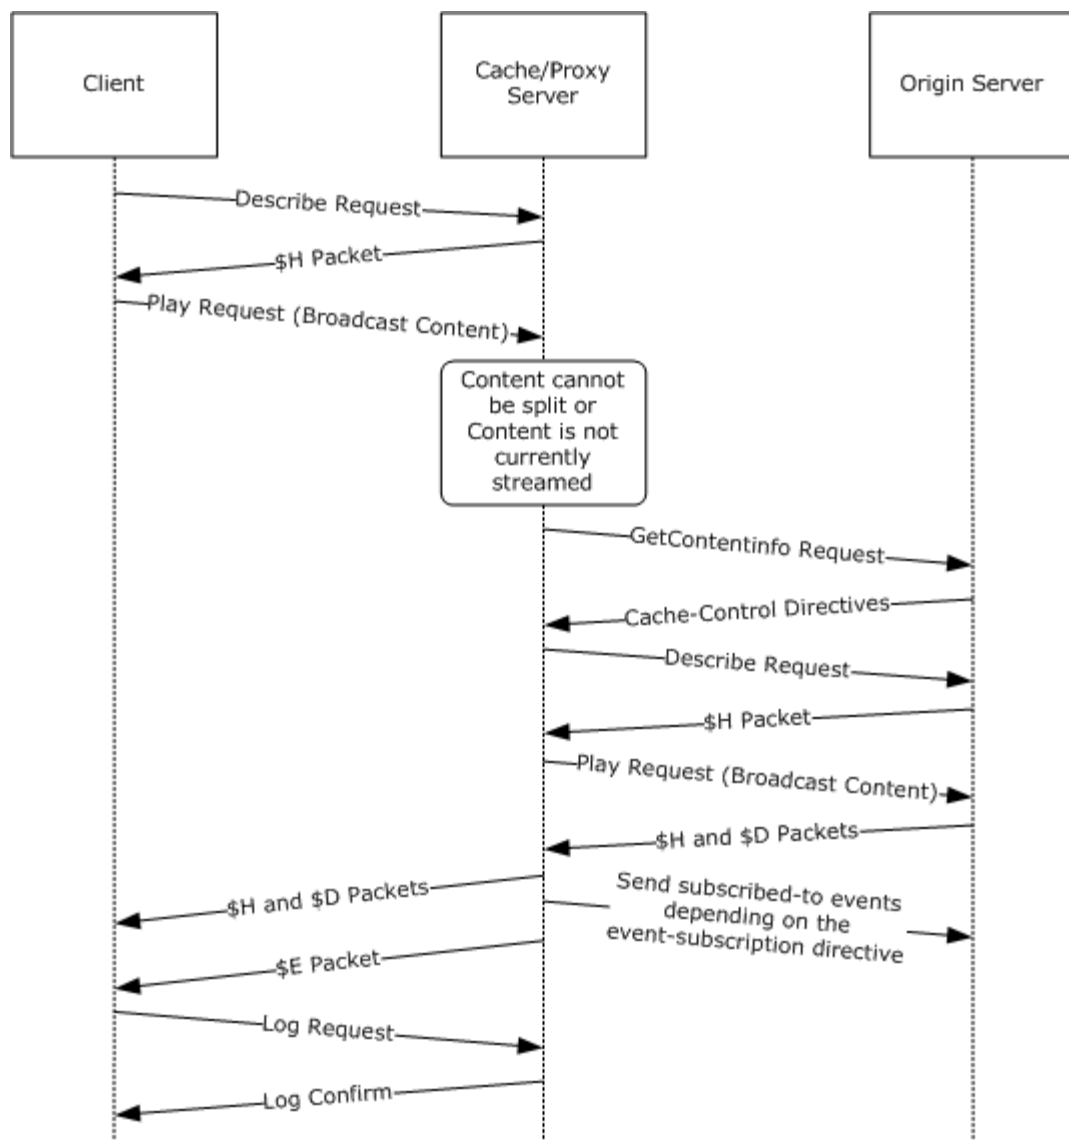 Client
Cache/Proxy
Server
Origin Server
Describe Request
$H Packet
Play Request (Broadcast Content)
Content cannot
be split or
Content is not
currently
streamed
GetContentinfo Request
Cache-Control Directives
Describe Request
$H Packet
Play Request (Broadcast Content)
$H and $D Packets
$H and $D Packets
Send subscribed-to events
depending on the
event-subscription directive
$E Packet
Log Request
Log Confirm